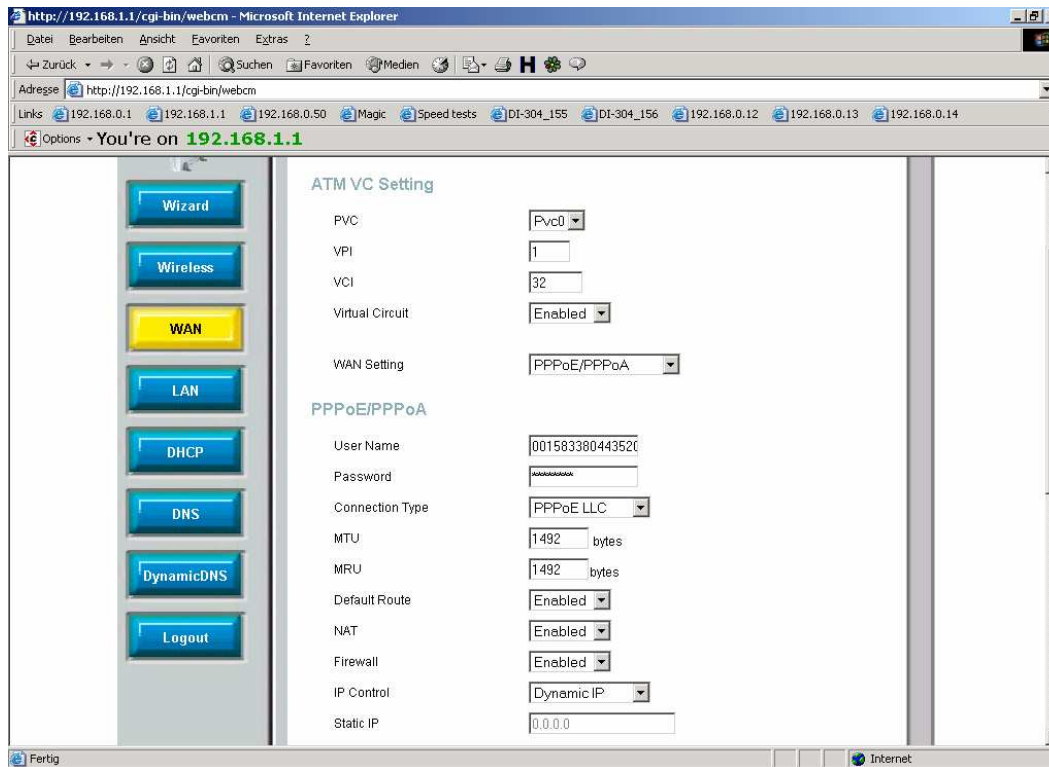 http://192.168.1.1/cgi-bin/webcm - Microsoft Internet Explorer
Datei Bearbeiten Ansicht Favoriten Extras ?
Zurück Suchen Favoriten Medien H
Adresse http://192.168.1.1/cgi-bin/webcm
Links 192.168.0.1 192.168.1.1 192.168.0.50 Magic Speed tests DI-304_155 DI-304_156 192.168.0.12 192.168.0.13 192.168.0.14
Options You're on 192.168.1.1
Wizard
Wireless
WAN
LAN
DHCP
DNS
DynamicDNS
Logout
ATM VC Setting
PVC Pvc0
VPI 1
VCI 32
Virtual Circuit Enabled
WAN Setting PPPoE/PPPoA
PPPoE/PPPoA
User Name 001583380443520
Password ********
Connection Type PPPoE LLC
MTU 1492 bytes
MRU 1492 bytes
Default Route Enabled
NAT Enabled
Firewall Enabled
IP Control Dynamic IP
Static IP 0.0.0.0
Fertig Internet